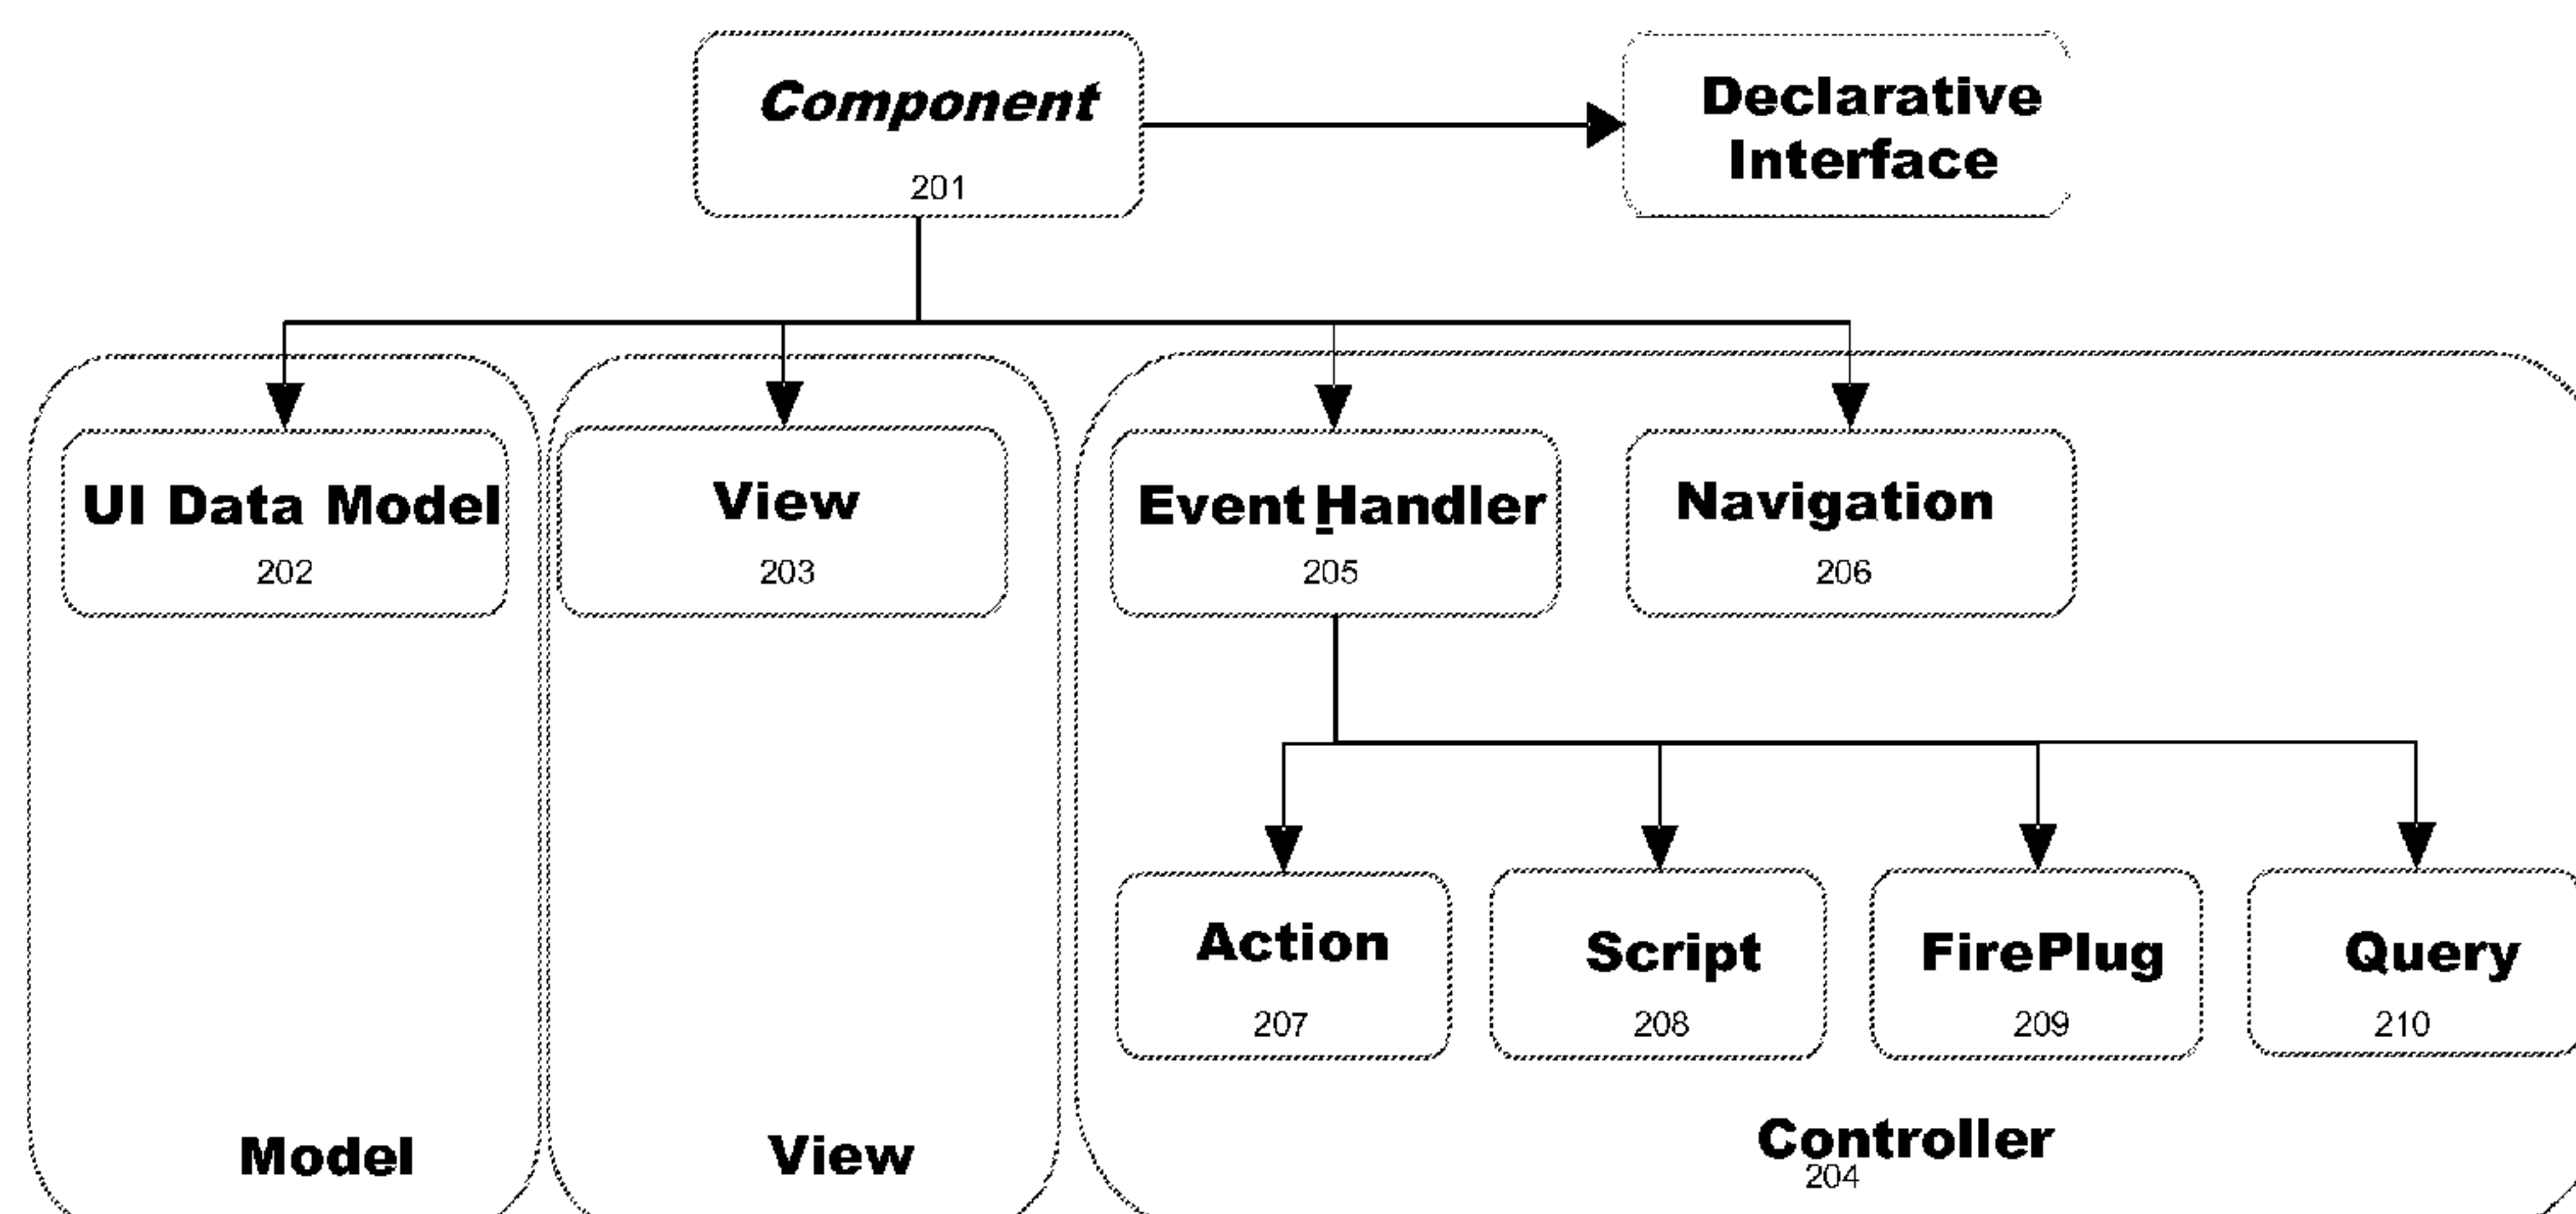 Component
201
Declarative
Interface
UI Data Model
202
View
203
Event Handler
205
Navigation
206
Action
207
Script
208
FirePlug
209
Query
210
Model
View
Controller
204